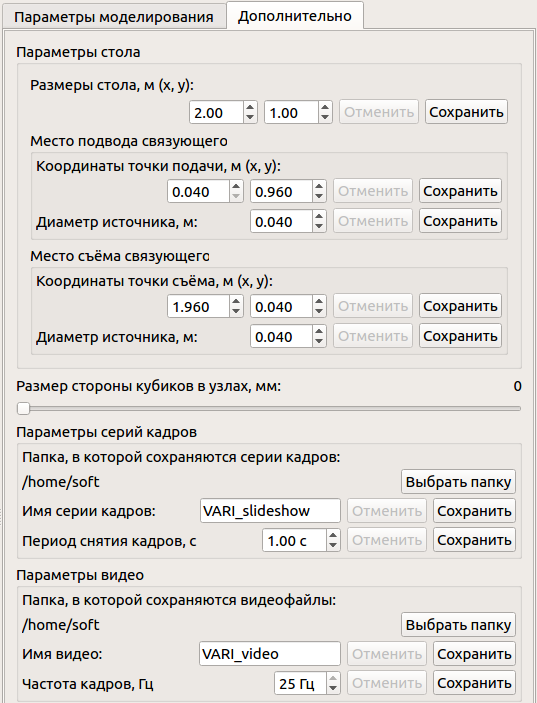 Параметры моделирования Дополнительно
Параметры стола
Размеры стола, м (x, y):
2.00 1.00 Отменить Сохранить
Место подвода связующего
Координаты точки подачи, м (x, y):
0.040 0.960 Отменить Сохранить
Диаметр источника, м: 0.040 Отменить Сохранить
Место съёма связующего
Координаты точки съёма, м (x, y):
1.960 0.040 Отменить Сохранить
Диаметр источника, м: 0.040 Отменить Сохранить
Размер стороны кубиков в узлах, мм: 0
Параметры серий кадров
Папка, в которой сохраняются серии кадров:
/home/soft Выбрать папку
Имя серии кадров: VARI_slideshow Отменить Сохранить
Период снятия кадров, с 1.00 с Отменить Сохранить
Параметры видео
Папка, в которой сохраняются видеофайлы:
/home/soft Выбрать папку
Имя видео: VARI_video Отменить Сохранить
Частота кадров, Гц 25 Гц Отменить Сохранить